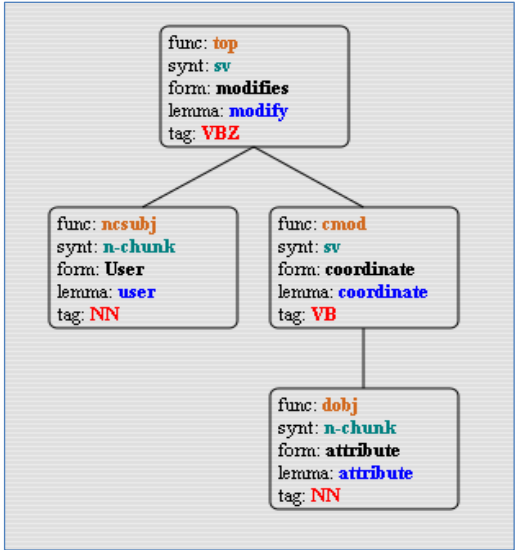 func: top
synt: sv
form: modifies
lemma: modify
tag: VBZ
func: ncsubj
synt: n-chunk
form: User
lemma: user
tag: NN
func: cmod
synt: sv
form: coordinate
lemma: coordinate
tag: VB
func: dobj
synt: n-chunk
form: attribute
lemma: attribute
tag: NN